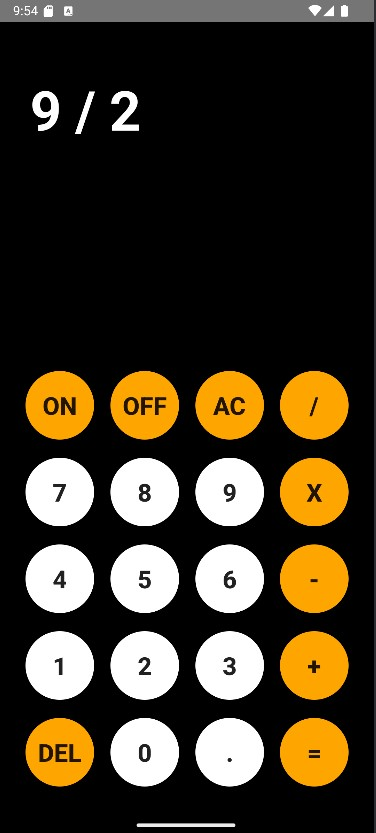 9:54
9 / 2
ON OFF AC /
7 8 9 X
4 5 6 -
1 2 3 +
DEL 0 . =